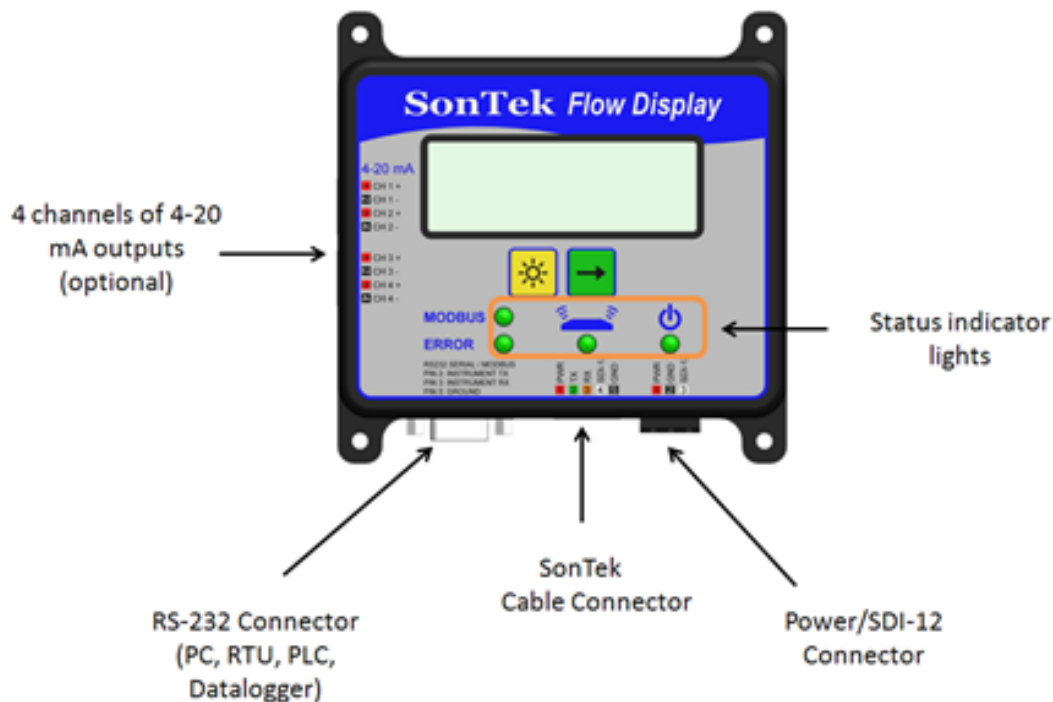 SonTek Flow Display
4-20 mA
CH 1 +
CH 1 -
CH 2 +
CH 2 -
CH 3 +
CH 3 -
CH 4 +
CH 4 -
4 channels of 4-20
mA outputs
(optional)
MODBUS
ERROR
Status indicator
lights
RS232 SERIAL / MODBUS
PIN 2: INSTRUMENT TX
PIN 3: INSTRUMENT RX
PIN 5: GROUND
PWR
TX
RX
SDI-12
GND
PWR
GND
SDI-12
RS-232 Connector
(PC, RTU, PLC,
Datalogger)
SonTek
Cable Connector
Power/SDI-12
Connector